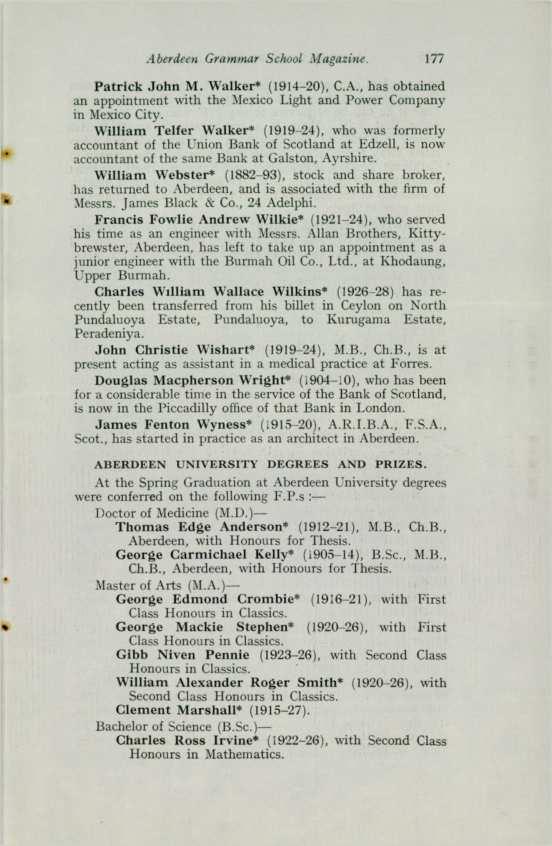 Aberdeen Grammar School Magazine. 177
Patrick John M. Walker* (1914–20), C.A., has obtained
an appointment with the Mexico Light and Power Company
in Mexico City.
William Telfer Walker* (1919–24), who was formerly
accountant of the Union Bank of Scotland at Edzell, is now
accountant of the same Bank at Galston, Ayrshire.
William Webster* (1882–93), stock and share broker,
has returned to Aberdeen, and is associated with the firm of
Messrs. James Black & Co., 24 Adelphi.
Francis Fowlie Andrew Wilkie* (1921–24), who served
his time as an engineer with Messrs. Allan Brothers, Kitty-
brewster, Aberdeen, has left to take up an appointment as a
junior engineer with the Burmah Oil Co., Ltd., at Khodaung,
Upper Burmah.
Charles William Wallace Wilkins* (1926–28) has re-
cently been transferred from his billet in Ceylon on North
Pundaluoya Estate, Pundaluoya, to Kurugama Estate,
Peradeniya.
John Christie Wishart* (1919–24), M.B., Ch.B., is at
present acting as assistant in a medical practice at Forres.
Douglas Macpherson Wright* (1904–10), who has been
for a considerable time in the service of the Bank of Scotland,
is now in the Piccadilly office of that Bank in London.
James Fenton Wyness* (1915–20), A.R.I.B.A., F.S.A.,
Scot., has started in practice as an architect in Aberdeen.
ABERDEEN UNIVERSITY DEGREES AND PRIZES.
At the Spring Graduation at Aberdeen University degrees
were conferred on the following F.P.s :—
Doctor of Medicine (M.D.)—
Thomas Edge Anderson* (1912–21), M.B., Ch.B.,
Aberdeen, with Honours for Thesis.
George Carmichael Kelly* (1905–14), B.Sc., M.B.,
Ch.B., Aberdeen, with Honours for Thesis.
Master of Arts (M.A.)—
George Edmond Crombie* (1916–21), with First
Class Honours in Classics.
George Mackie Stephen* (1920–26), with First
Class Honours in Classics.
Gibb Niven Pennie (1923–26), with Second Class
Honours in Classics.
William Alexander Roger Smith* (1920–26), with
Second Class Honours in Classics.
Clement Marshall* (1915–27).
Bachelor of Science (B.Sc.)—
Charles Ross Irvine* (1922–26), with Second Class
Honours in Mathematics.